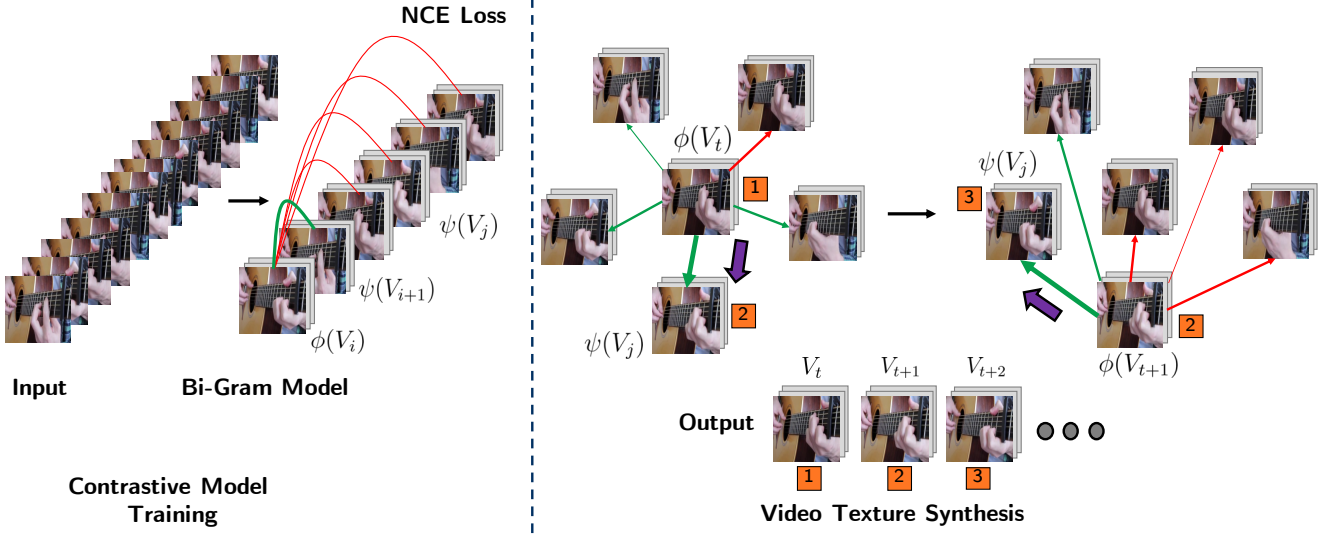 NCE Loss
ψ(V_j)
ψ(V_{i+1})
ϕ(V_i)
Input
Bi-Gram Model
Contrastive Model
Training
ϕ(V_t)
1
2
ψ(V_j)
ψ(V_j)
3
2
ϕ(V_{t+1})
V_t
V_{t+1}
V_{t+2}
Output
1
2
3
Video Texture Synthesis